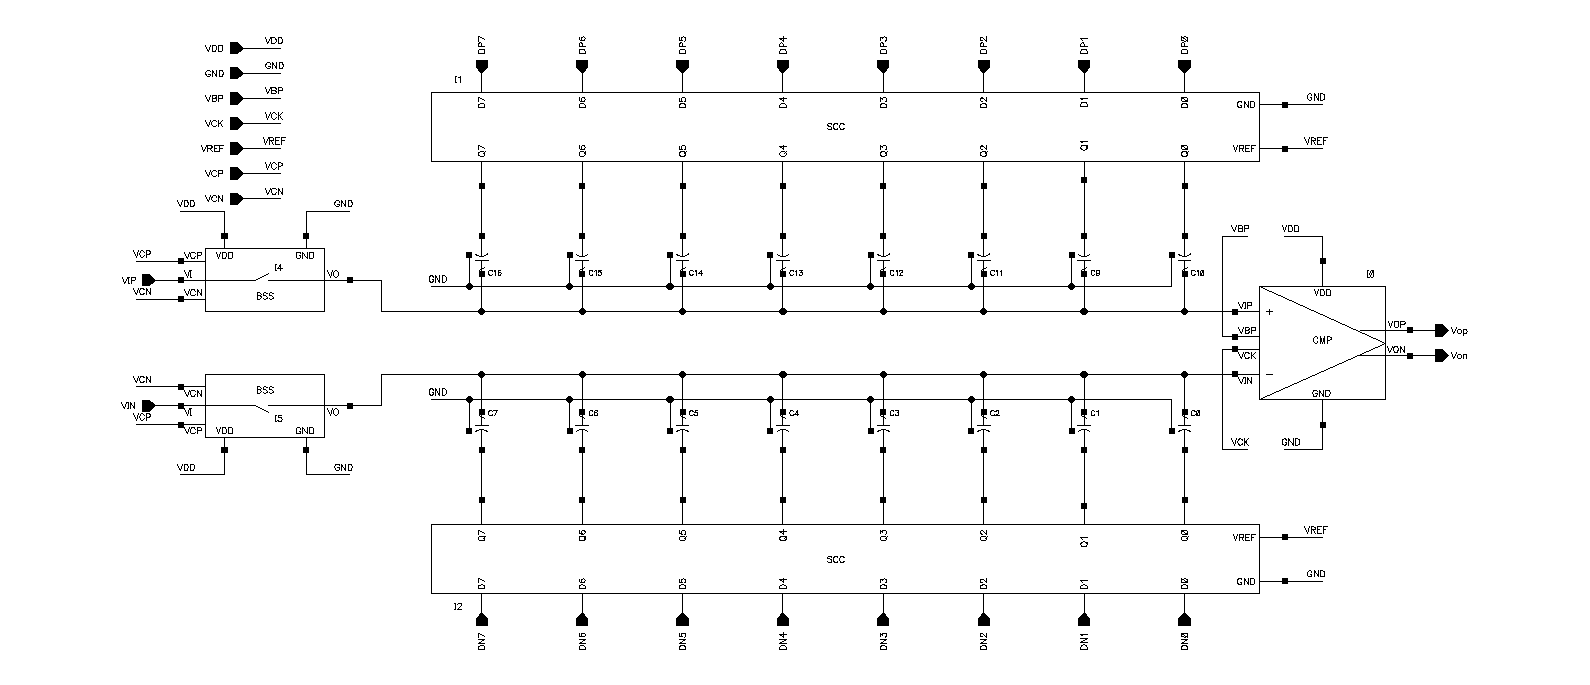 DP7 DP6 DP5 DP4 DP3 DP2 DP1 DP0
VDD VDD
GND GND
VBP VBP
VCK VCK
VREF VREF
VCP VCP
VCN VCN
I1
D7 D6 D5 D4 D3 D2 D1 D0 GND GND
SCC
Q7 Q6 Q5 Q4 Q3 Q2 Q1 Q0 VREF VREF
VDD GND
VCP VCP VDD GND
VIP VI I4 VO
VCN VCN BSS
C16 C15 C14 C13 C12 C11 C9 C10
GND
VBP VDD
I0
VIP + VDD
VBP CMP VOP Vop
VCK VON Von
VIN - GND
VCK GND
VCN VCN BSS
VIN VI I5 VO
VCP VCP VDD GND
VDD GND
GND
C7 C6 C5 C4 C3 C2 C1 C0
Q7 Q6 Q5 Q4 Q3 Q2 Q1 Q0 VREF VREF
SCC
D7 D6 D5 D4 D3 D2 D1 D0 GND GND
I2
DN7 DN6 DN5 DN4 DN3 DN2 DN1 DN0